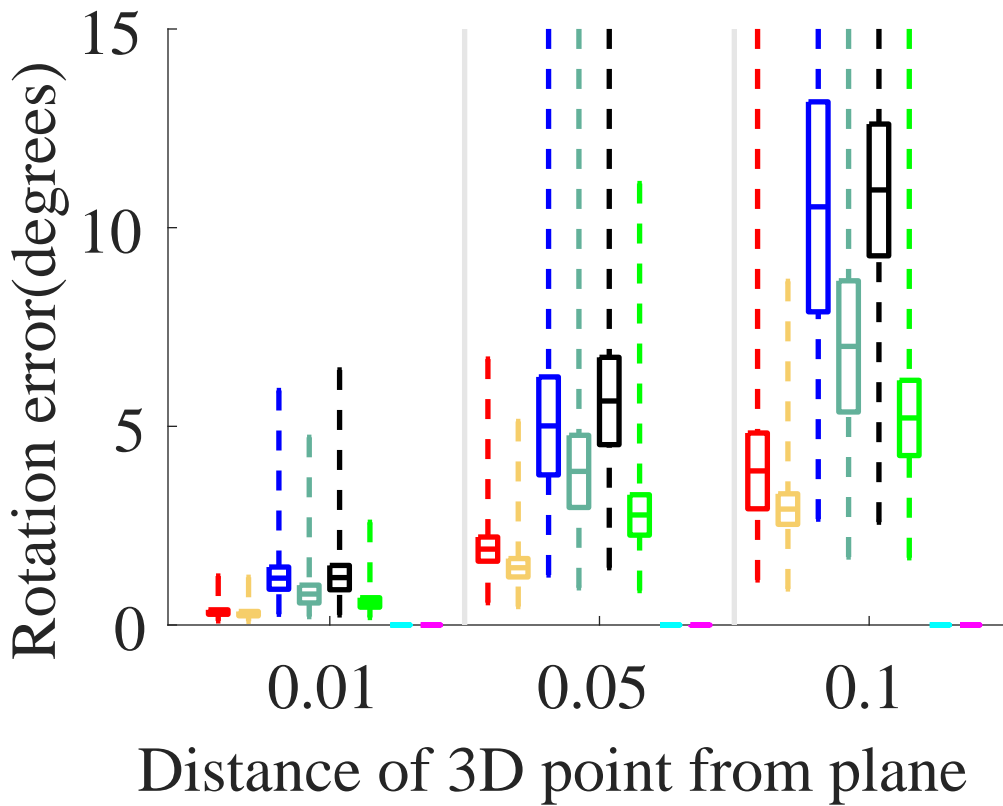 Rotation error(degrees)
15
10
5
0
0.01 0.05 0.1
Distance of 3D point from plane